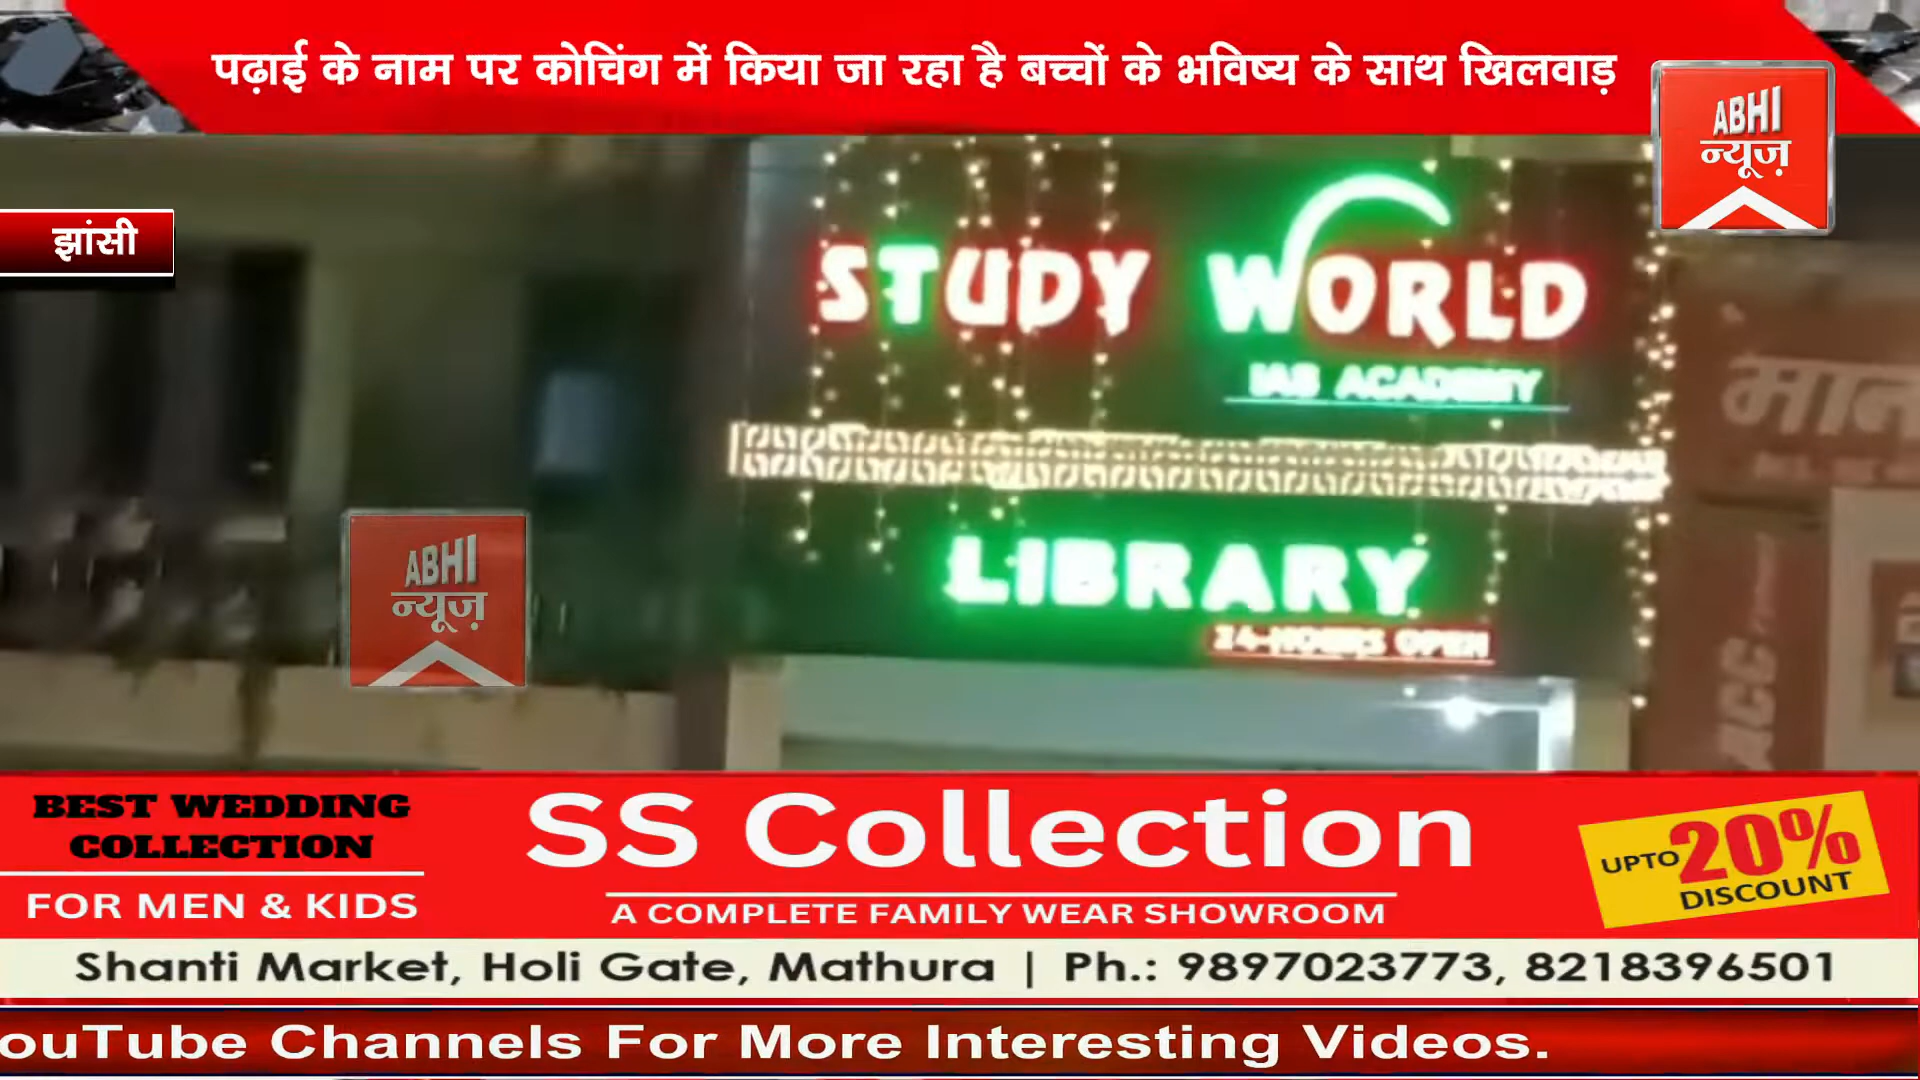 पढ़ाई के नाम पर कोचिंग में किया जा रहा है बच्चों के भविष्य के साथ खिलवाड़
ABHI
न्यूज़
झांसी
STUDY WORLD
IAS ACADEMY
LIBRARY
24-HOURS OPEN
ACC
ABHI
न्यूज़
BEST WEDDING
COLLECTION
FOR MEN & KIDS
SS Collection
A COMPLETE FAMILY WEAR SHOWROOM
UPTO 20%
DISCOUNT
Shanti Market, Holi Gate, Mathura | Ph.: 9897023773, 8218396501
ouTube Channels For More Interesting Videos.